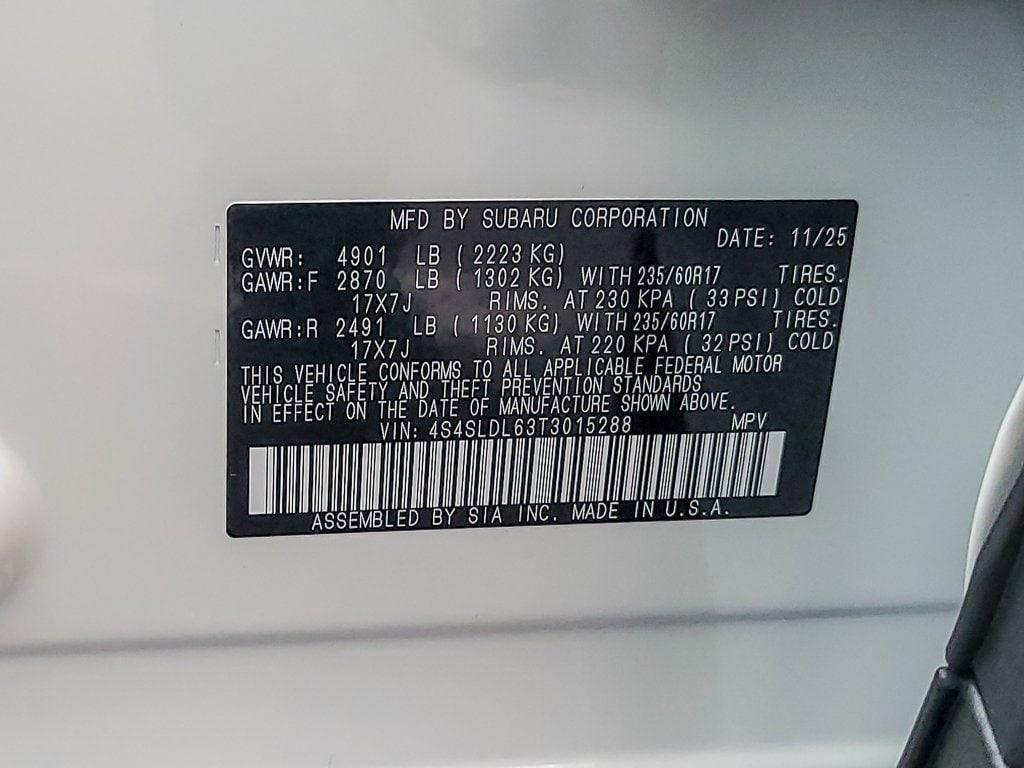 MFD BY SUBARU CORPORATION
DATE: 11/25
GVWR: 4901 LB ( 2223 KG)
GAWR:F 2870 LB ( 1302 KG) WITH 235/60R17 TIRES.
17X7J RIMS. AT 230 KPA ( 33 PSI) COLD
GAWR:R 2491 LB ( 1130 KG) WITH 235/60R17 TIRES.
17X7J RIMS. AT 220 KPA ( 32 PSI) COLD
THIS VEHICLE CONFORMS TO ALL APPLICABLE FEDERAL MOTOR
VEHICLE SAFETY AND THEFT PREVENTION STANDARDS
IN EFFECT ON THE DATE OF MANUFACTURE SHOWN ABOVE.
VIN: 4S4SLDL63T3015288 MPV
ASSEMBLED BY SIA INC. MADE IN U.S.A.